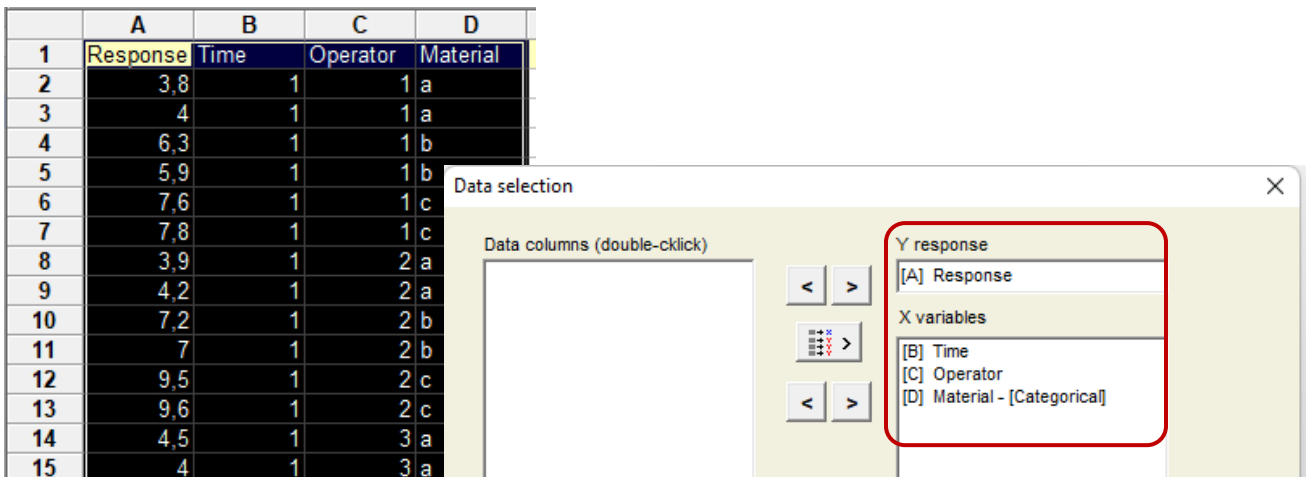 A B C D
1 Response Time Operator Material
2 3,8 1 1 a
3 4 1 1 a
4 6,3 1 1 b
5 5,9 1 1 b
6 7,6 1 1 c
7 7,8 1 1 c
8 3,9 1 2 a
9 4,2 1 2 a
10 7,2 1 2 b
11 7 1 2 b
12 9,5 1 2 c
13 9,6 1 2 c
14 4,5 1 3 a
15 4 1 3 a
Data selection
Data columns (double-cklick)
Y response
[A] Response
< >
X variables
>
[B] Time
[C] Operator
[D] Material - [Categorical]
< >